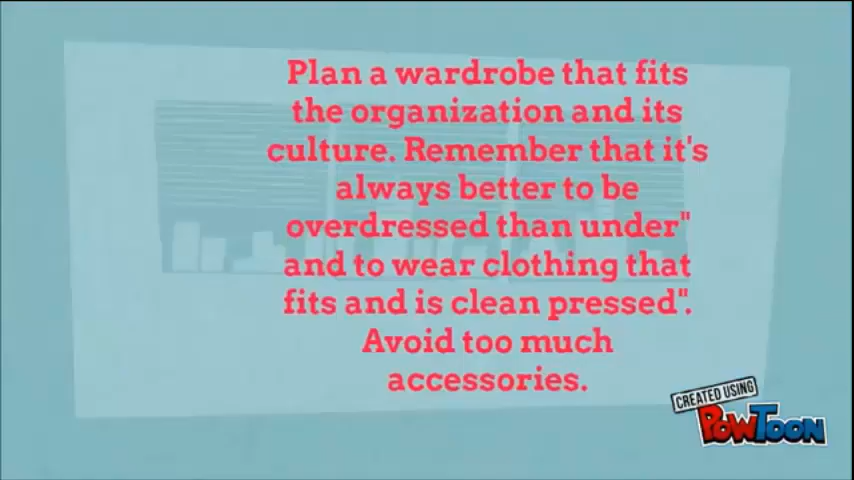 Plan a wardrobe that fits
the organization and its
culture. Remember that it's
always better to be
overdressed than under"
and to wear clothing that
fits and is clean pressed".
Avoid too much
accessories.
CREATED USING
POWTOON